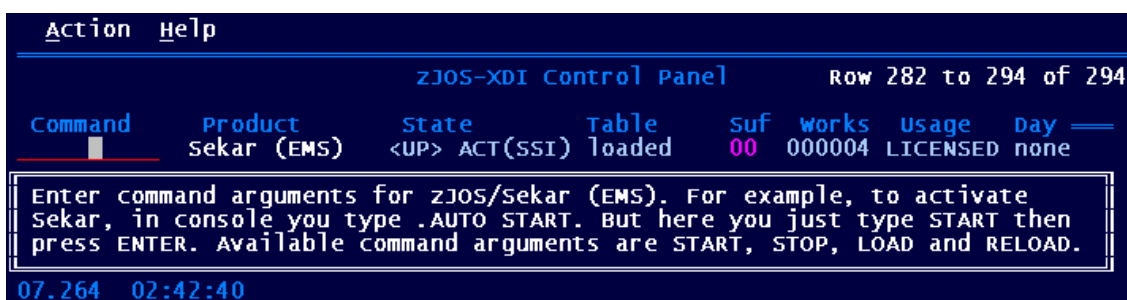 Action Help
zJOS-XDI Control Panel Row 282 to 294 of 294
Command Product State Table Suf Works Usage Day
Sekar (EMS) <UP> ACT(SSI) loaded 00 000004 LICENSED none
Enter command arguments for zJOS/Sekar (EMS). For example, to activate
Sekar, in console you type .AUTO START. But here you just type START then
press ENTER. Available command arguments are START, STOP, LOAD and RELOAD.
07.264 02:42:40